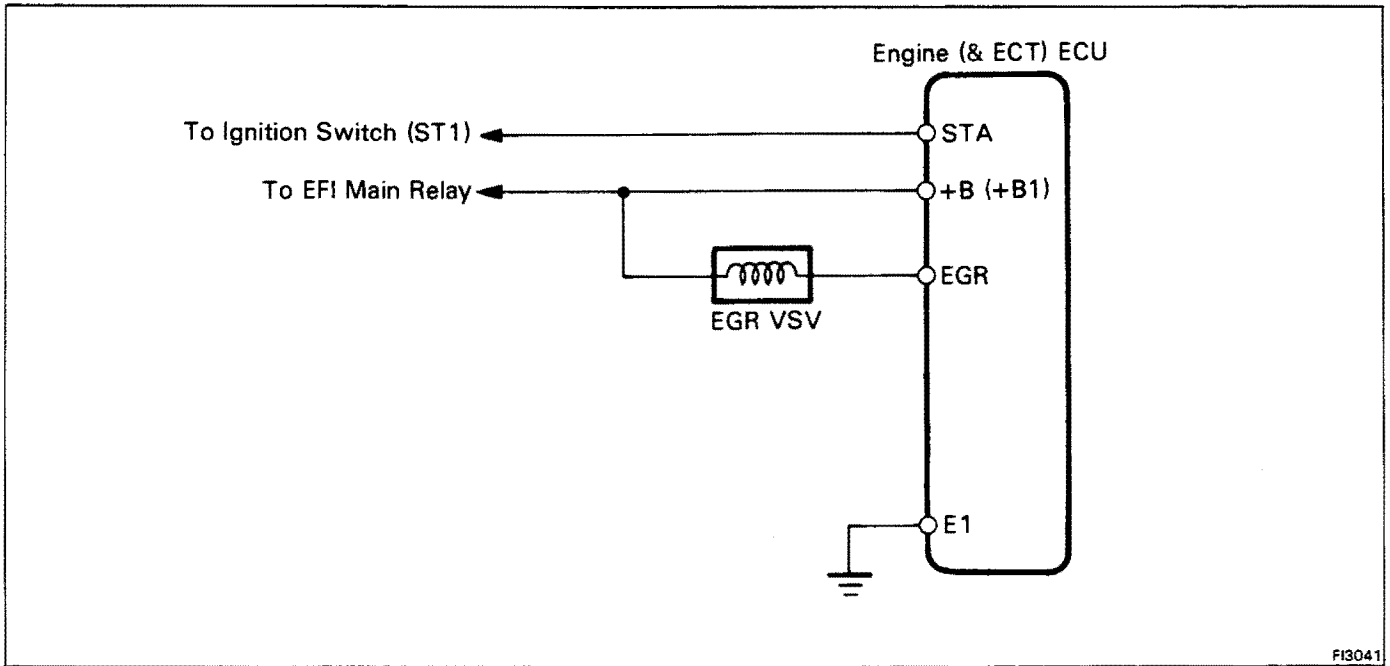 Engine (& ECT) ECU
To Ignition Switch (ST1)
STA
To EFI Main Relay
+B (+B1)
EGR
EGR VSV
E1
FI3041